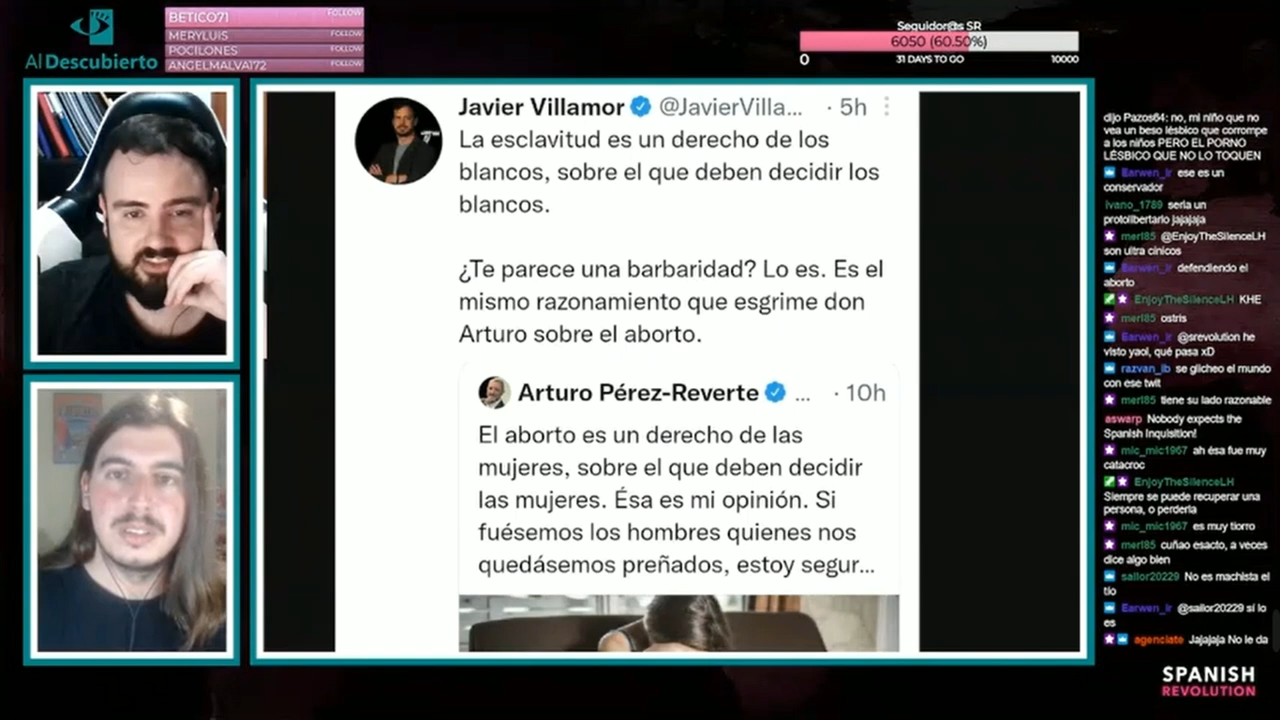 Al Descubierto
BETICO71 FOLLOW
MERYLUIS FOLLOW
POCILONES FOLLOW
ANGELMALVA172 FOLLOW
Seguidor@s SR
6050 (60.50%)
0 31 DAYS TO GO 10000
Javier Villamor @JavierVilla... · 5h
La esclavitud es un derecho de los
blancos, sobre el que deben decidir los
blancos.
¿Te parece una barbaridad? Lo es. Es el
mismo razonamiento que esgrime don
Arturo sobre el aborto.
Arturo Pérez-Reverte ... · 10h
El aborto es un derecho de las
mujeres, sobre el que deben decidir
las mujeres. Ésa es mi opinión. Si
fuésemos los hombres quienes nos
quedásemos preñados, estoy segur...
dijo Pazos64: no, mi niño que no
vea un beso lésbico que corrompe
a los niños PERO EL PORNO
LÉSBICO QUE NO LO TOQUEN
Earwen_ir ese es un
conservador
ivano_1789 seria un
protolibertario jajajaja
merl85 @EnjoyTheSilenceLH
son ultra cínicos
Earwen_ir defendiendo el
aborto
EnjoyTheSilenceLH KHE
merl85 ostris
Earwen_ir @srevolution he
visto yaoi, qué pasa xD
razvan_ib se glicheo el mundo
con ese twit
merl85 tiene su lado razonable
aswarp Nobody expects the
Spanish Inquisition!
mic_mic1967 ah ésa fue muy
catacroc
EnjoyTheSilenceLH
Siempre se puede recuperar una
persona, o perderla
mic_mic1967 es muy tiorro
merl85 cuñao esacto, a veces
dice algo bien
sailor20229 No es machista el
tio
Earwen_ir @sailor20229 sí lo
es
agenciate Jajajaja No le da
SPANISH
REVOLUTION